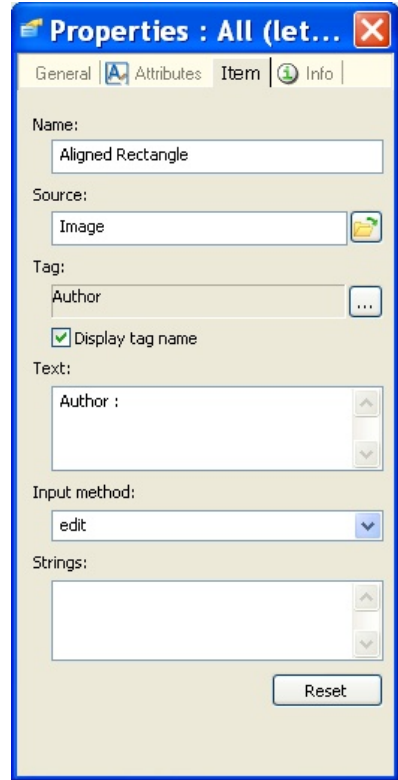 Properties : All (let...
General Attributes Item Info
Name:
Aligned Rectangle
Source:
Image
Tag:
Author
...
Display tag name
Text:
Author :
Input method:
edit
Strings:
Reset